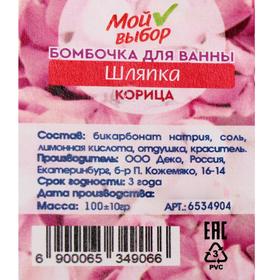 Мой
выбор
БОМБОЧКА ДЛЯ ВАННЫ
Шляпка
КОРИЦА
Состав: бикарбонат натрия, соль,
лимонная кислота, отдушка, краситель.
Производитель: ООО Деко, Россия,
Екатеринбург, б-р П. Кожемяко, 16-14
Срок годности: 3 года
Дата производства:
Масса: 100±10гр
Арт.: 6534904
EAC
3
PVC
6 900065 349066